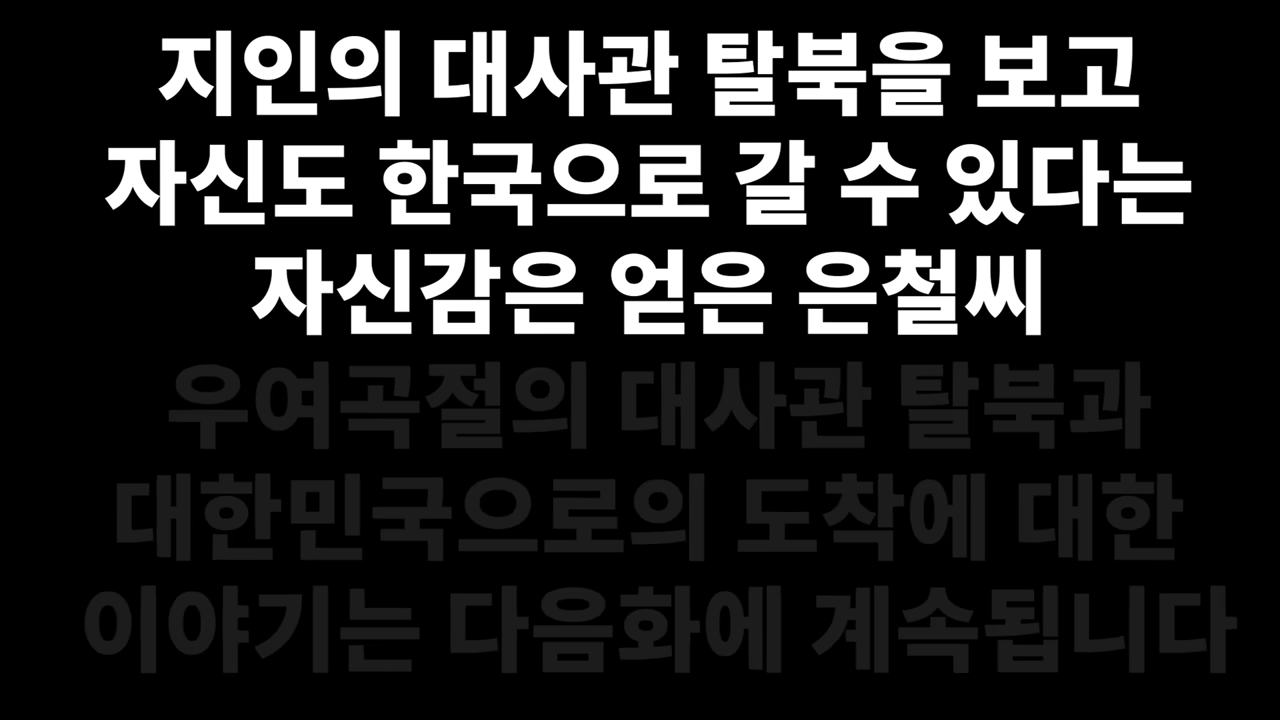 지인의 대사관 탈북을 보고
자신도 한국으로 갈 수 있다는
자신감은 얻은 은철씨
우여곡절의 대사관 탈북과
대한민국으로의 도착에 대한
이야기는 다음화에 계속됩니다